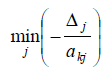 min_j ( − Δ_j / a_kj )